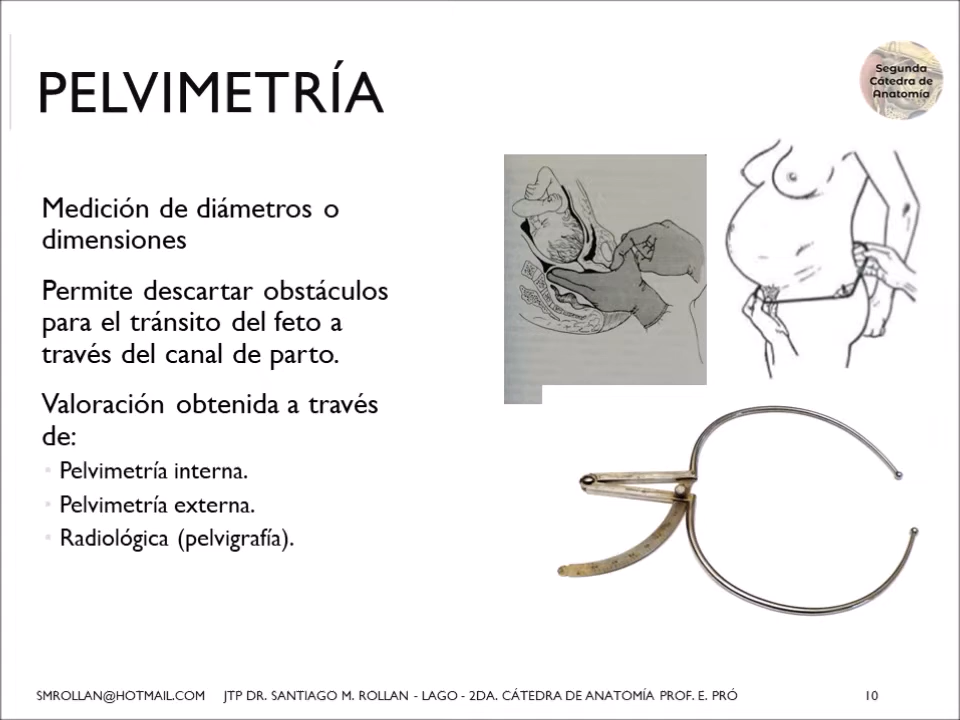 PELVIMETRÍA
Segunda
Cátedra de
Anatomía
Medición de diámetros o
dimensiones
Permite descartar obstáculos
para el tránsito del feto a
través del canal de parto.
Valoración obtenida a través
de:
• Pelvimetría interna.
• Pelvimetría externa.
• Radiológica (pelvigrafía).
SMROLLAN@HOTMAIL.COM JTP DR. SANTIAGO M. ROLLAN - LAGO - 2DA. CÁTEDRA DE ANATOMÍA PROF. E. PRÓ 10